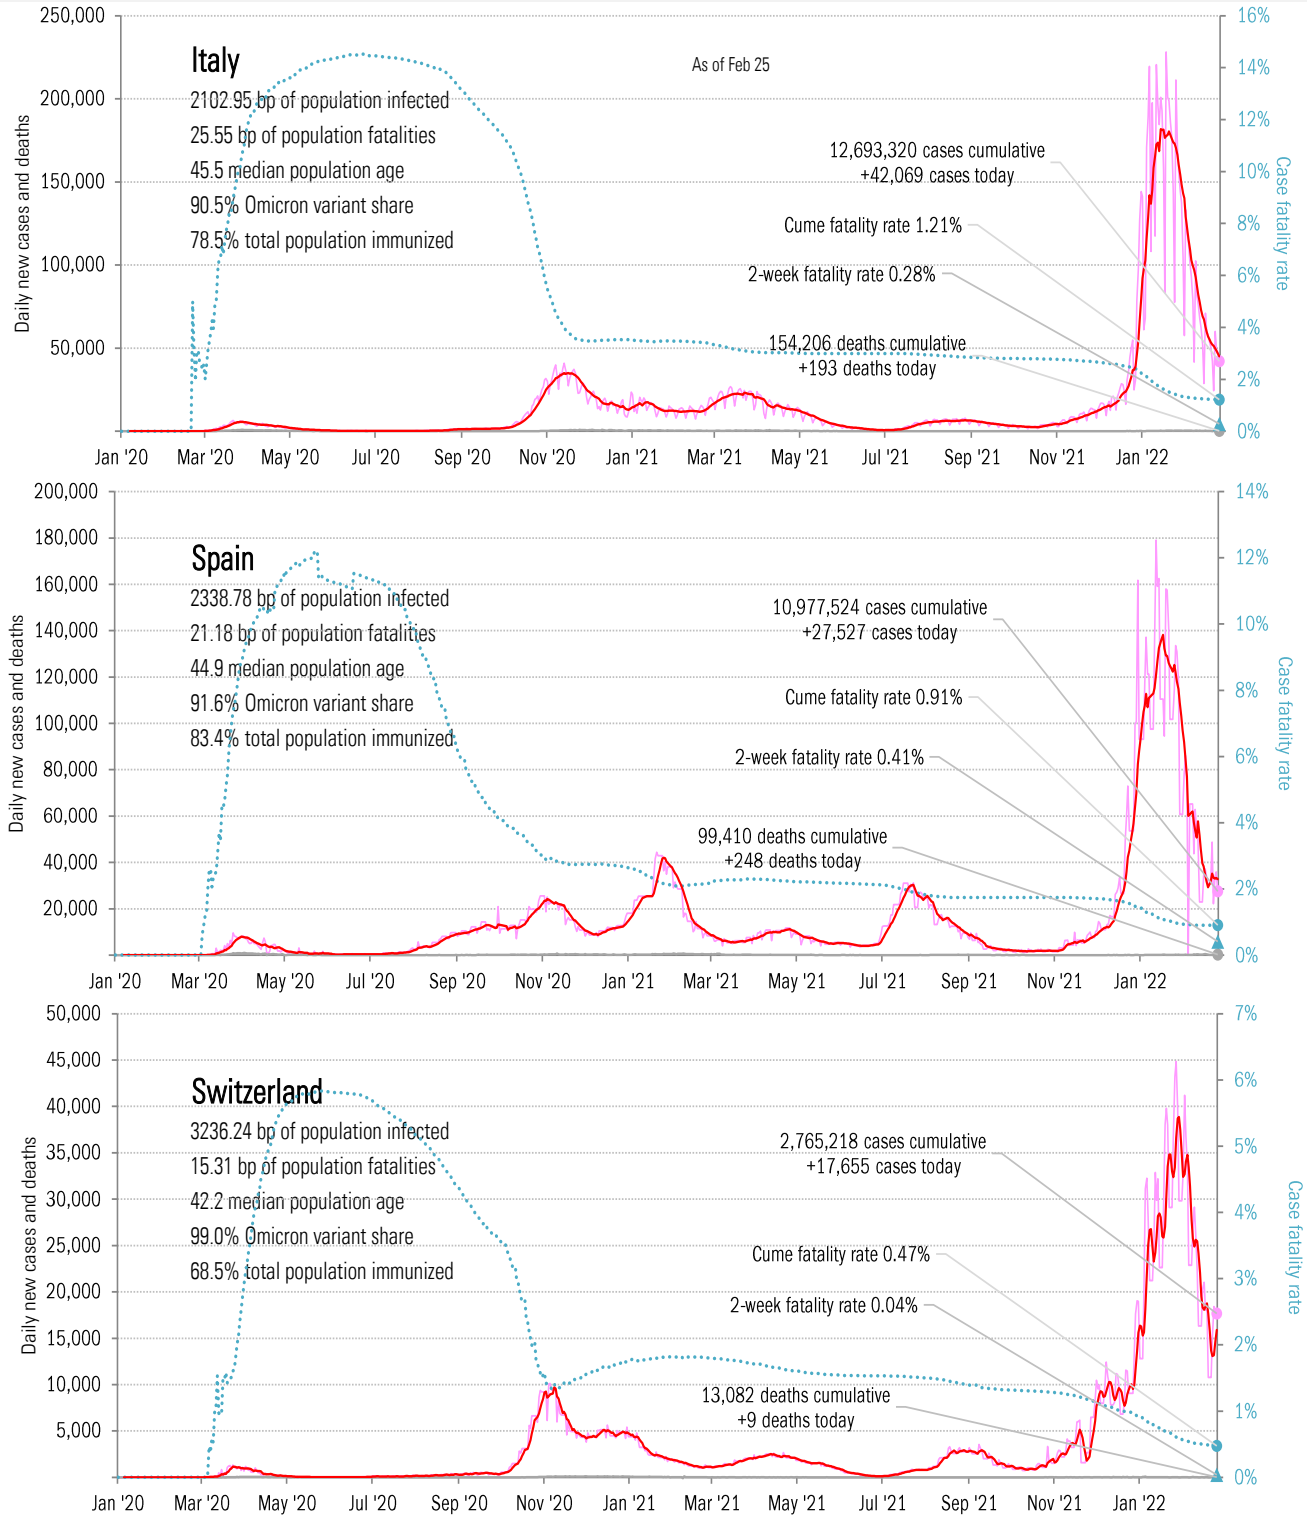 250,000
16%
Italy
As of Feb 25
14%
2102.95 bp of population infected
200,000
12%
25.55 bp of population fatalities
12,693,320 cases cumulative
+42,069 cases today
45.5 median population age
150,000
10%
90.5% Omicron variant share
Cume fatality rate 1.21%
8%
78.5% total population immunized
100,000
2-week fatality rate 0.28%
6%
154,206 deaths cumulative
+193 deaths today
50,000
4%
2%
0%
Daily new cases and deaths
Case fatality rate
Jan '20 Mar '20 May '20 Jul '20 Sep '20 Nov '20 Jan '21 Mar '21 May '21 Jul '21 Sep '21 Nov '21 Jan '22
200,000
14%
180,000
Spain
12%
160,000
2338.78 bp of population infected
10,977,524 cases cumulative
+27,527 cases today
140,000
21.18 bp of population fatalities
10%
120,000
44.9 median population age
Cume fatality rate 0.91%
8%
100,000
91.6% Omicron variant share
83.4% total population immunized
2-week fatality rate 0.41%
6%
80,000
60,000
99,410 deaths cumulative
+248 deaths today
4%
40,000
2%
20,000
0%
Daily new cases and deaths
Case fatality rate
Jan '20 Mar '20 May '20 Jul '20 Sep '20 Nov '20 Jan '21 Mar '21 May '21 Jul '21 Sep '21 Nov '21 Jan '22
50,000
7%
45,000
Switzerland
6%
40,000
3236.24 bp of population infected
2,765,218 cases cumulative
+17,655 cases today
35,000
15.31 bp of population fatalities
5%
30,000
42.2 median population age
4%
25,000
99.0% Omicron variant share
Cume fatality rate 0.47%
68.5% total population immunized
3%
20,000
2-week fatality rate 0.04%
15,000
2%
10,000
13,082 deaths cumulative
+9 deaths today
1%
5,000
0%
Daily new cases and deaths
Case fatality rate
Jan '20 Mar '20 May '20 Jul '20 Sep '20 Nov '20 Jan '21 Mar '21 May '21 Jul '21 Sep '21 Nov '21 Jan '22